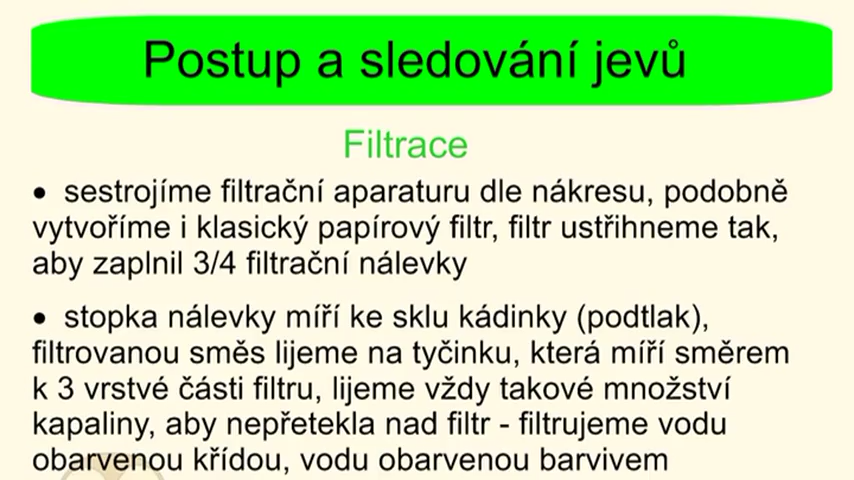 Postup a sledování jevů
Filtrace
• sestrojíme filtrační aparaturu dle nákresu, podobně
vytvoříme i klasický papírový filtr, filtr ustřihneme tak,
aby zaplnil 3/4 filtrační nálevky
• stopka nálevky míří ke sklu kádinky (podtlak),
filtrovanou směs lijeme na tyčinku, která míří směrem
k 3 vrstvé části filtru, lijeme vždy takové množství
kapaliny, aby nepřetekla nad filtr - filtrujeme vodu
obarvenou křídou, vodu obarvenou barvivem